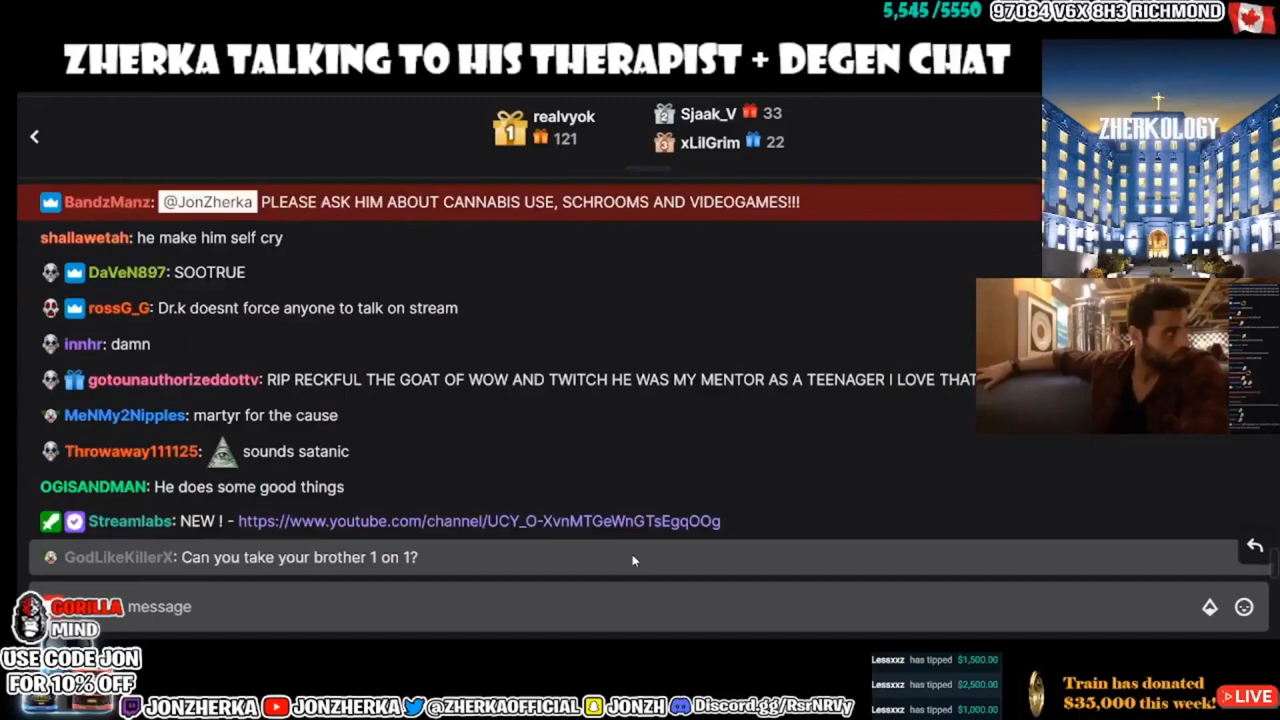 5,545 /5550 97084 V6X 8H3 RICHMOND
ZHERKA TALKING TO HIS THERAPIST + DEGEN CHAT
ZHERKOLOGY
1 realvyok
121
2 Sjaak_V 33
3 xLilGrim 22
BandzManz: @JonZherka PLEASE ASK HIM ABOUT CANNABIS USE, SCHROOMS AND VIDEOGAMES!!!
shallawetah: he make him self cry
DaVeN897: SOOTRUE
rossG_G: Dr.k doesnt force anyone to talk on stream
innhr: damn
gotounauthorizeddottv: RIP RECKFUL THE GOAT OF WOW AND TWITCH HE WAS MY MENTOR AS A TEENAGER I LOVE THAT
MeNMy2Nipples: martyr for the cause
Throwaway111125: sounds satanic
OGISANDMAN: He does some good things
Streamlabs: NEW ! - https://www.youtube.com/channel/UCY_O-XvnMTGeWnGTsEgqOOg
GodLikeKillerX: Can you take your brother 1 on 1?
message
GORILLA
MIND
USE CODE JON
FOR 10% OFF
JONZHERKA JONZHERKA @ZHERKAOFFICIAL JONZH Discord.gg/RsrNRVy
Lessxxz has tipped $1,500.00
Lessxxz has tipped $2,500.00
Lessxxz has tipped $1,000.00
Train has donated
$35,000 this week!
LIVE